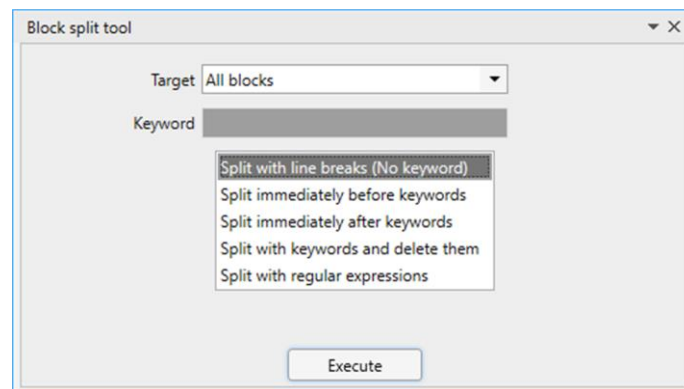 Block split tool
Target All blocks
Keyword
Split with line breaks (No keyword)
Split immediately before keywords
Split immediately after keywords
Split with keywords and delete them
Split with regular expressions
Execute